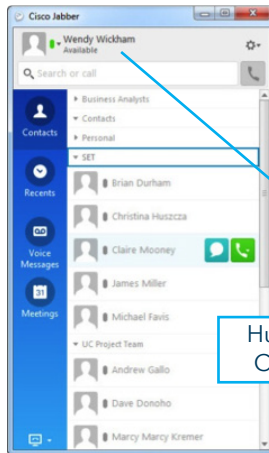 Cisco Jabber
Wendy Wickham
Available
Search or call
Contacts
Recents
Voice
Messages
31
Meetings
Business Analysts
Contacts
Personal
SET
Brian Durham
Christina Huszcza
Claire Mooney
James Miller
Michael Favis
UC Project Team
Andrew Gallo
Dave Donoho
Marcy Marcy Kremer